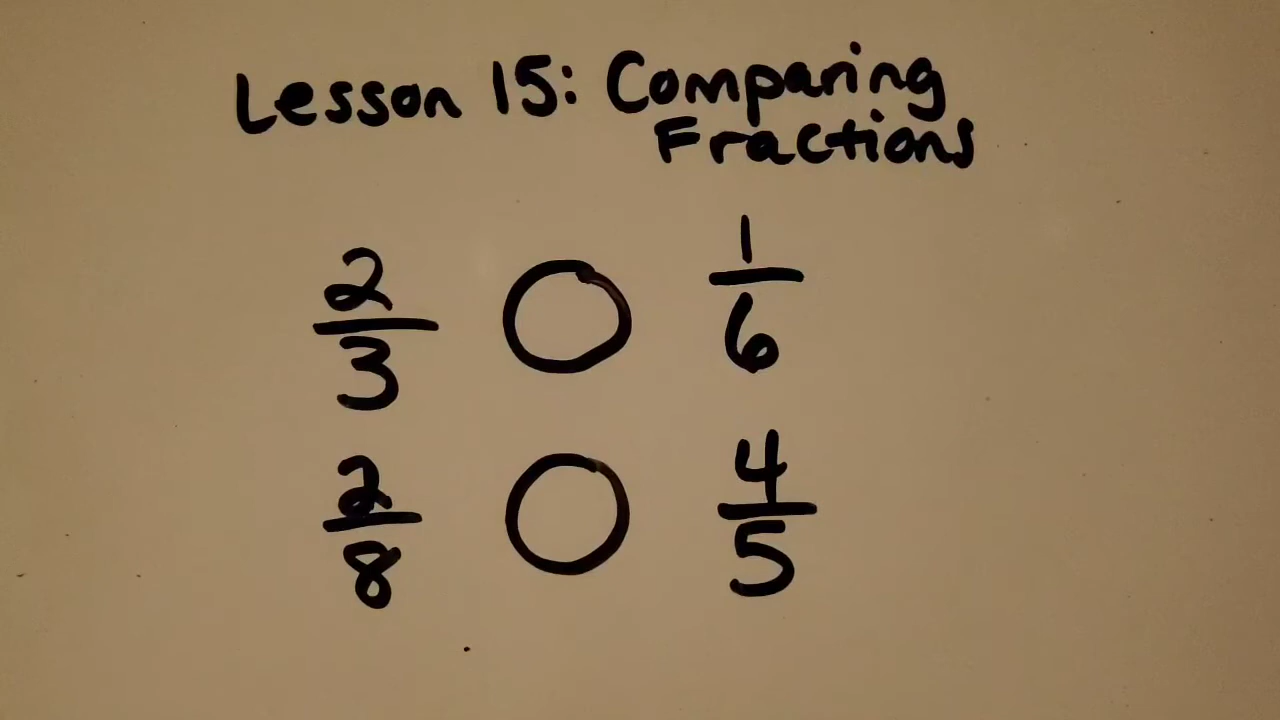 Lesson 15: Comparing
Fractions
2/3 ○ 1/6
2/8 ○ 4/5